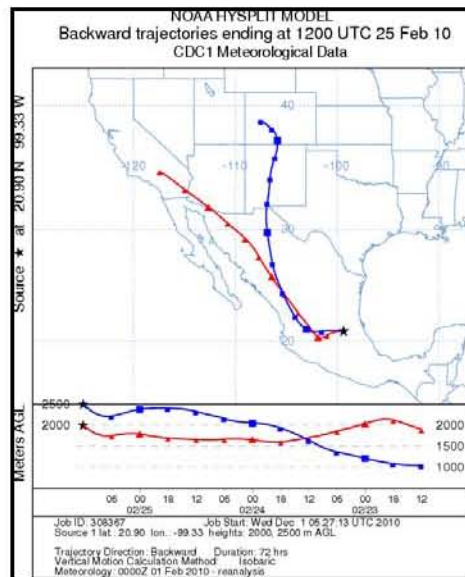 NOAA HYSPLIT MODEL
Backward trajectories ending at 1200 UTC 25 Feb 10
CDC1 Meteorological Data
Source ★ at 20.90 N 99.33 W
40
-120
-110
-100
30
20
Meters AGL
2500
2000
2000
1500
1000
06 00 18 12 06 00 18 12 06 00 18 12
02/25 02/24 02/23
Job ID: 308367 Job Start: Wed Dec 1 05:27:13 UTC 2010
Source 1 lat.: 20.90 lon.: -99.33 heights: 2000, 2500 m AGL
Trajectory Direction: Backward Duration: 72 hrs
Vertical Motion Calculation Method: Isobaric
Meteorology: 0000Z 01 Feb 2010 - reanalysis